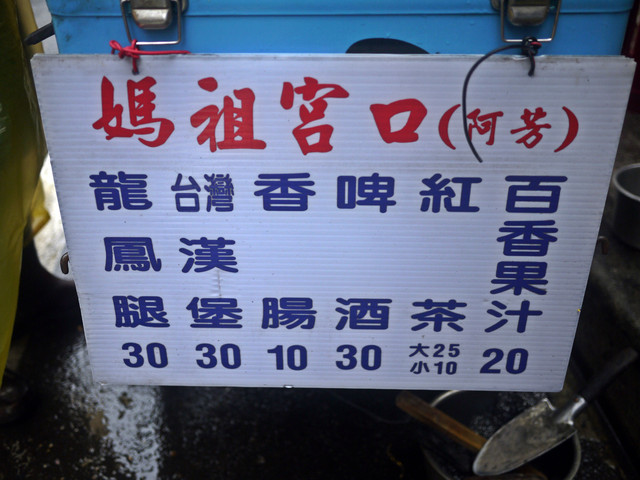 媽祖宮口(阿芳)
龍鳳腿 30
台灣漢堡 30
香腸 10
啤酒 30
紅茶 大25 小10
百香果汁 20